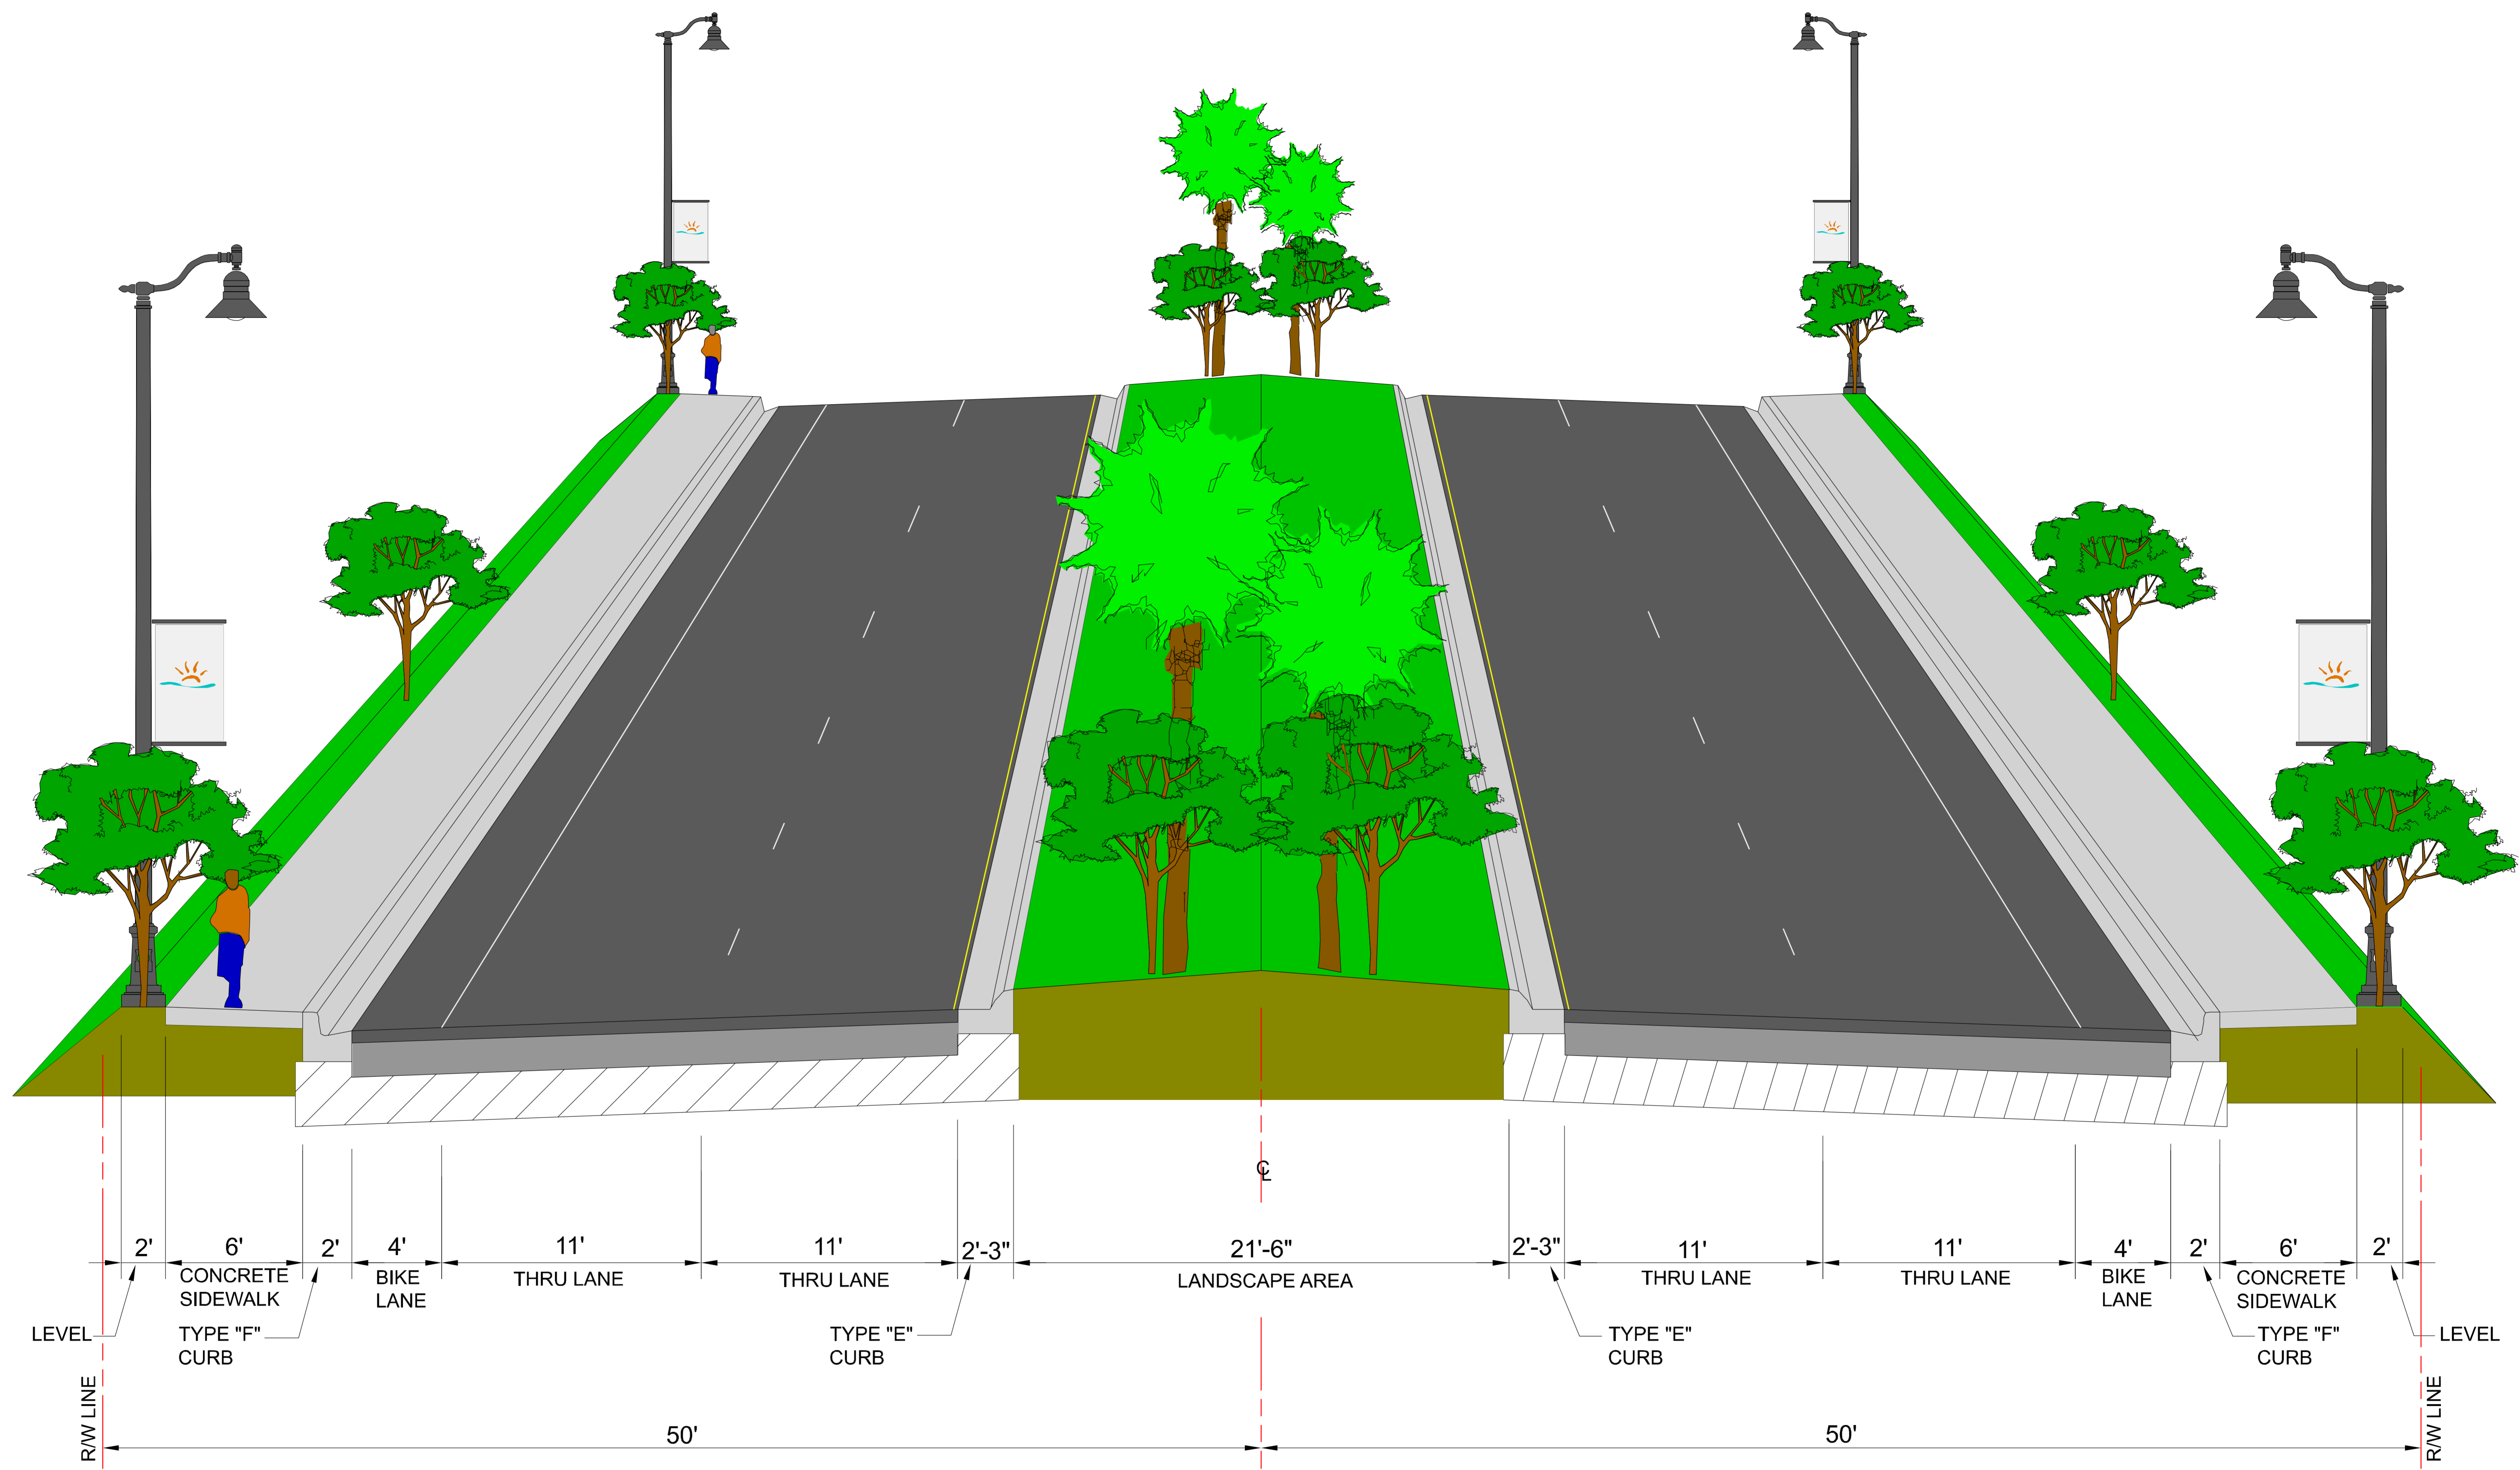 ℄
2'
6'
2'
4'
11'
11'
2'-3"
21'-6"
2'-3"
11'
11'
4'
2'
6'
2'
CONCRETE
SIDEWALK
BIKE
LANE
THRU LANE
THRU LANE
LANDSCAPE AREA
THRU LANE
THRU LANE
BIKE
LANE
CONCRETE
SIDEWALK
LEVEL
TYPE "F"
CURB
TYPE "E"
CURB
TYPE "E"
CURB
TYPE "F"
CURB
LEVEL
R/W LINE
50'
50'
R/W LINE